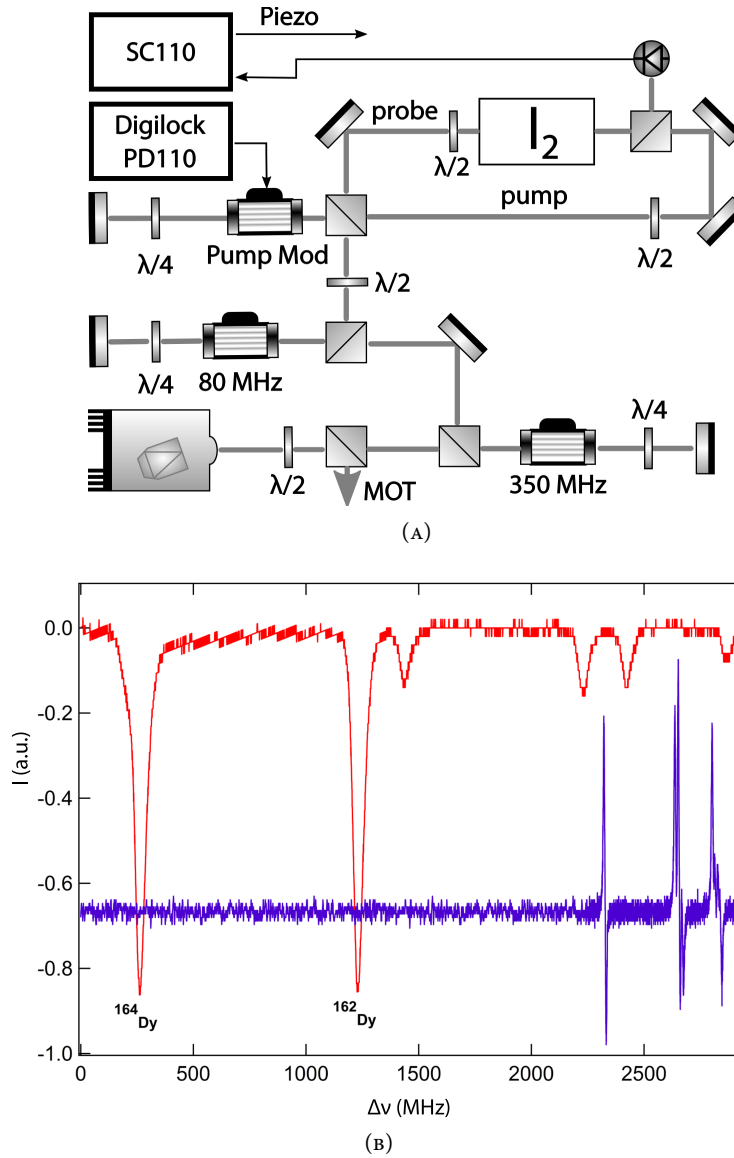 Piezo
SC110
Digilock
PD110
probe
λ/2
I₂
pump
λ/4
Pump Mod
λ/2
λ/2
λ/4
80 MHz
λ/4
λ/2
MOT
350 MHz
(A)
0.0
-0.2
-0.4
-0.6
-0.8
-1.0
I (a.u.)
¹⁶⁴Dy
¹⁶²Dy
0
500
1000
1500
2000
2500
Δν (MHz)
(B)